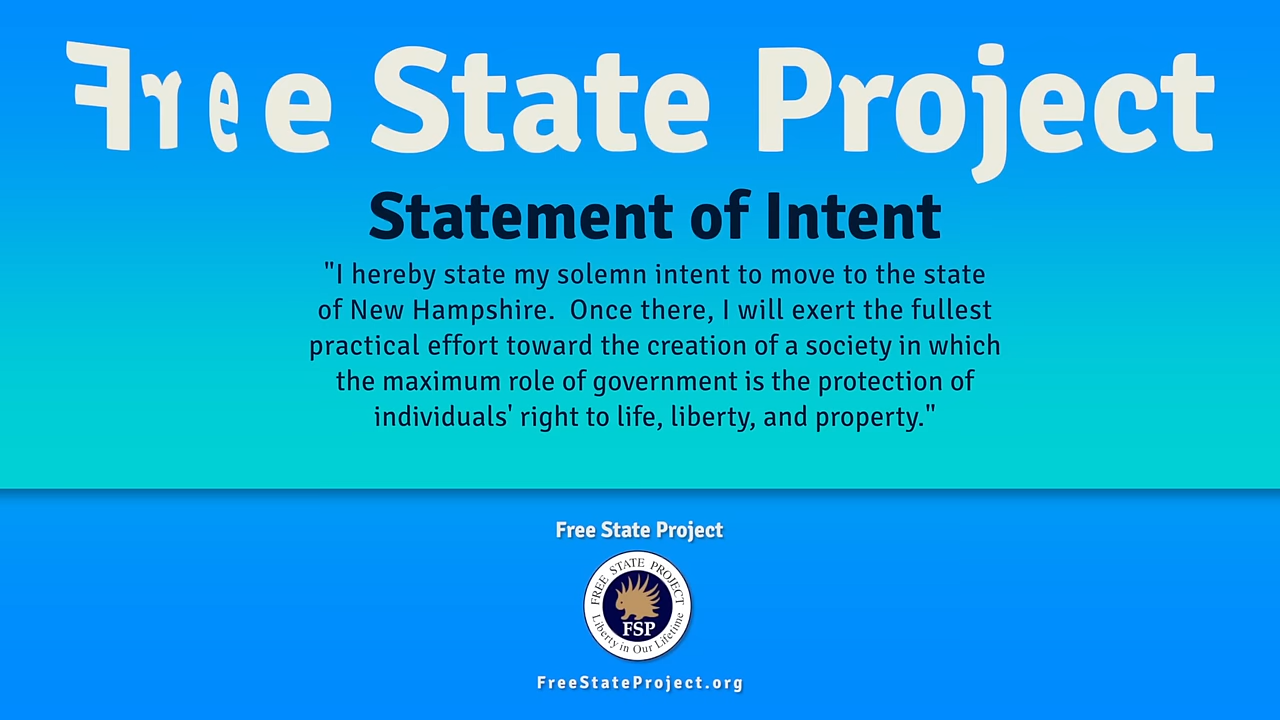 Free State Project
Statement of Intent
"I hereby state my solemn intent to move to the state
of New Hampshire.  Once there, I will exert the fullest
practical effort toward the creation of a society in which
the maximum role of government is the protection of
individuals' right to life, liberty, and property."
Free State Project
FREE STATE PROJECT
FSP
Liberty in Our Lifetime
FreeStateProject.org